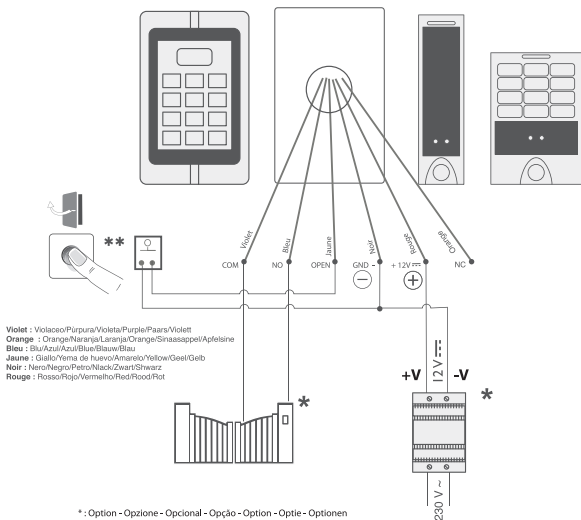 Violet
Bleu
Jaune
Noir
Rouge
Orange
**
COM
NO
OPEN
GND -
+ 12V
NC
Violet : Violaceo/Púrpura/Violeta/Purple/Paars/Violett
Orange : Orange/Naranja/Laranja/Orange/Sinaasappel/Apfelsine
Bleu : Blu/Azul/Azul/Blue/Blauw/Blau
Jaune : Giallo/Yema de huevo/Amarelo/Yellow/Geel/Gelb
Noir : Nero/Negro/Petro/Nlack/Zwart/Shwarz
Rouge : Rosso/Rojo/Vermelho/Red/Rood/Rot
+V
12V
-V
*
*
230 V ~
* : Option - Opzione - Opcional - Opção - Option - Optie - Optionen